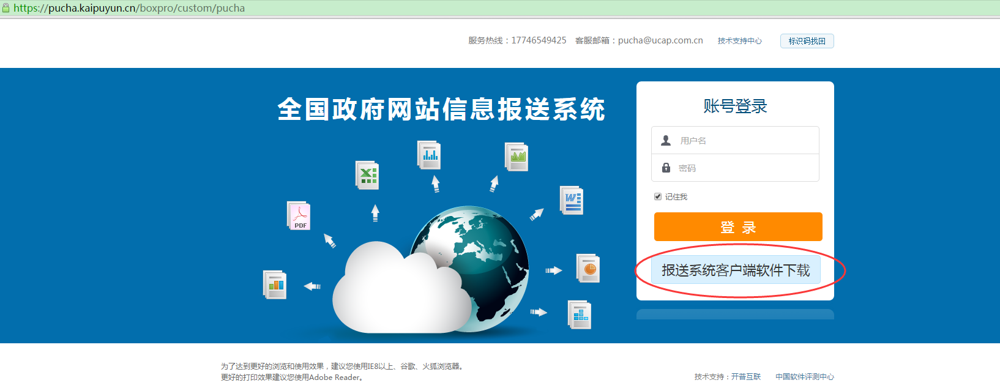 https://pucha.kaipuyun.cn/boxpro/custom/pucha
服务热线：17746549425 客服邮箱：pucha@ucap.com.cn 技术支持中心 标识码找回
全国政府网站信息报送系统
账号登录
用户名
密码
记住我
登 录
报送系统客户端软件下载
PDF
W
为了达到更好的浏览和使用效果，建议您使用IE8以上、谷歌、火狐浏览器。
更好的打印效果建议您使用Adobe Reader。
技术支持：开普互联 中国软件评测中心